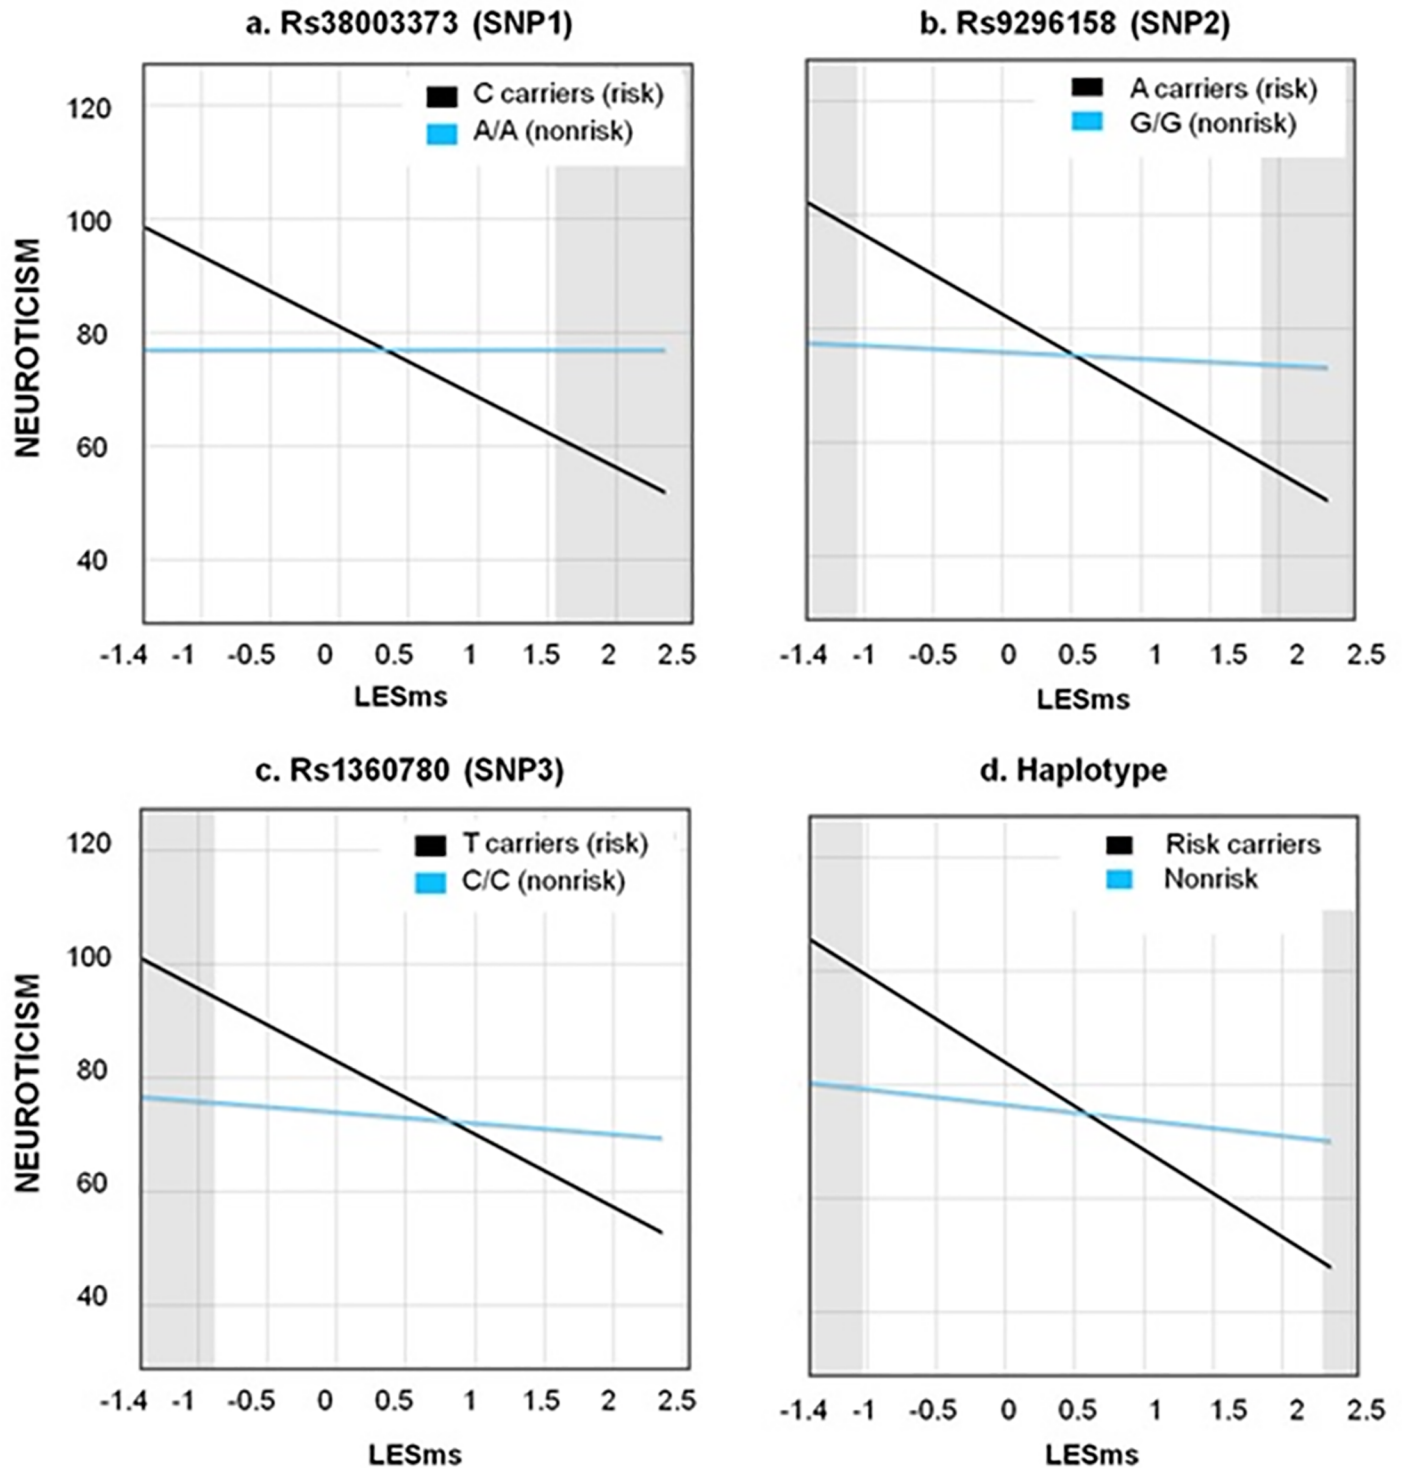 a. Rs38003373 (SNP1)
b. Rs9296158 (SNP2)
C carriers (risk)
A/A (nonrisk)
A carriers (risk)
G/G (nonrisk)
120
100
80
60
40
NEUROTICISM
-1.4 -1 -0.5 0 0.5 1 1.5 2 2.5
LESms
-1.4 -1 -0.5 0 0.5 1 1.5 2 2.5
LESms
c. Rs1360780 (SNP3)
d. Haplotype
T carriers (risk)
C/C (nonrisk)
Risk carriers
Nonrisk
120
100
80
60
40
NEUROTICISM
-1.4 -1 -0.5 0 0.5 1 1.5 2 2.5
LESms
-1.4 -1 -0.5 0 0.5 1 1.5 2 2.5
LESms